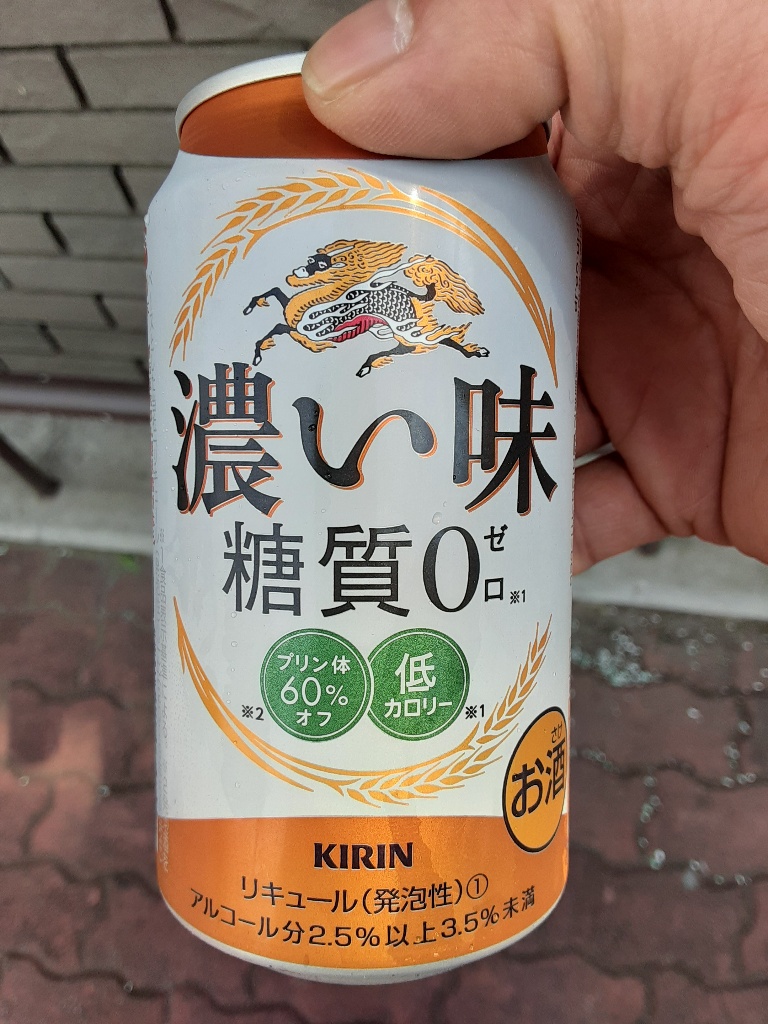 濃い味
糖質0 ゼロ ※1
プリン体
60%
オフ
※2
低
カロリー
※1
さけ
お酒
KIRIN
リキュール(発泡性)①
アルコール分2.5%以上3.5%未満